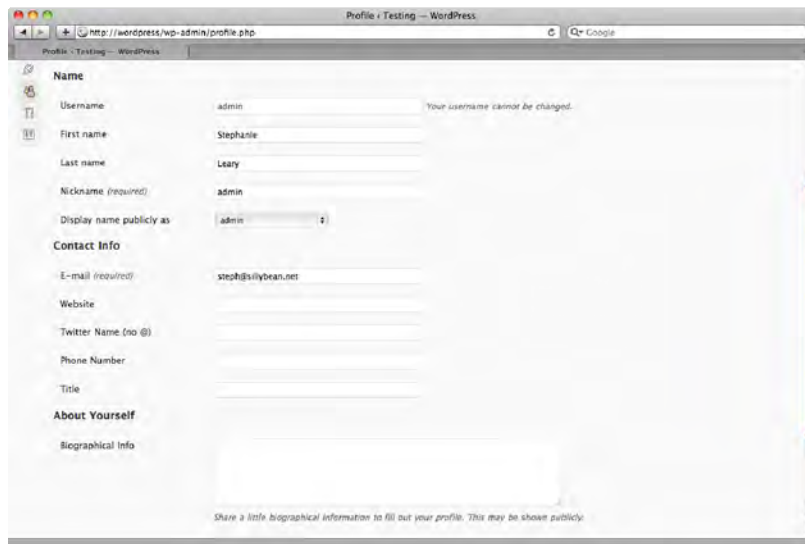 Profile ‹ Testing — WordPress
http://wordpress/wp-admin/profile.php
Google
Profile ‹ Testing — WordPress
Name
Username admin Your username cannot be changed.
First name Stephanie
Last name Leary
Nickname (required) admin
Display name publicly as admin
Contact Info
E-mail (required) steph@sillybean.net
Website
Twitter Name (no @)
Phone Number
Title
About Yourself
Biographical Info
Share a little biographical information to fill out your profile. This may be shown publicly.